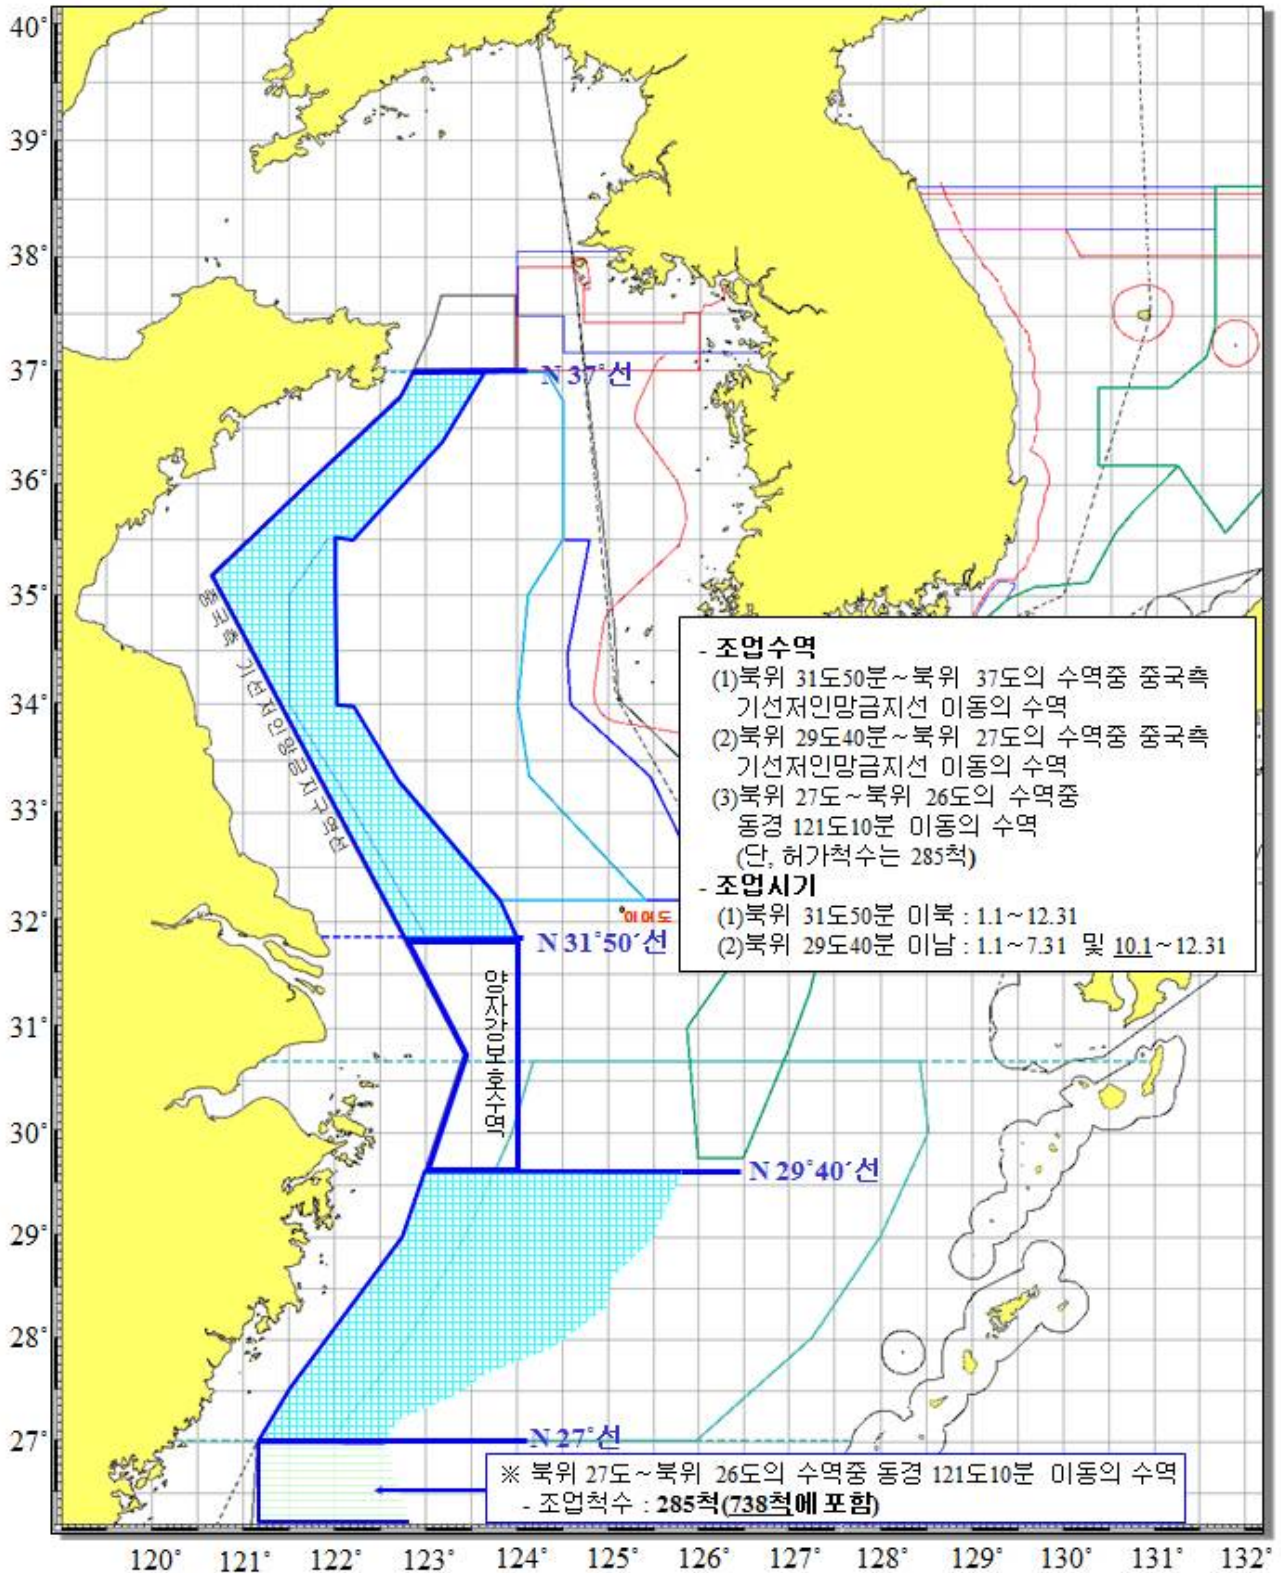 40°
39°
38°
37°
N 37°선
36°
35°
중국측 기선저인망금지구역선
- 조업수역
(1)북위 31도50분~북위 37도의 수역중 중국측
기선저인망금지선 이동의 수역
(2)북위 29도40분~북위 27도의 수역중 중국측
기선저인망금지선 이동의 수역
(3)북위 27도~북위 26도의 수역중
동경 121도10분 이동의 수역
(단, 허가척수는 285척)
- 조업시기
(1)북위 31도50분 이북 : 1.1~12.31
(2)북위 29도40분 이남 : 1.1~7.31 및 10.1~12.31
34°
33°
32°
이어도
N 31°50′선
양자강보호수역
31°
30°
N 29°40′선
29°
28°
27°
N 27°선
※ 북위 27도~북위 26도의 수역중 동경 121도10분 이동의 수역
- 조업척수 : 285척(738척에 포함)
120° 121° 122° 123° 124° 125° 126° 127° 128° 129° 130° 131° 132°